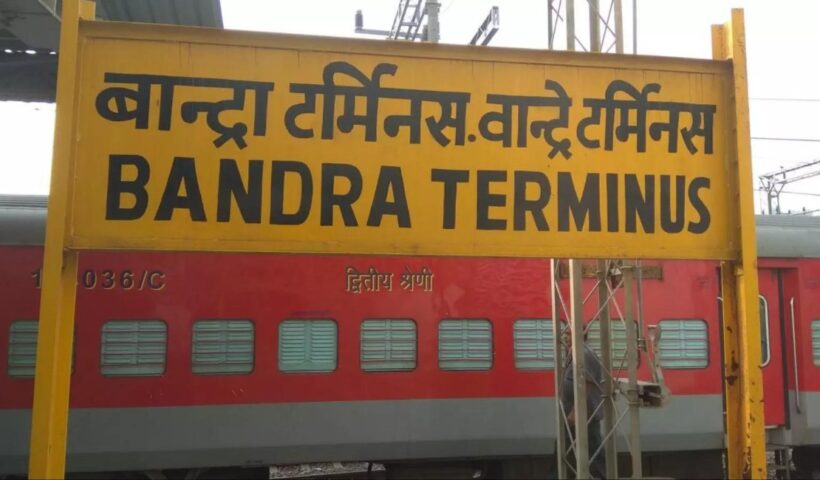 बान्द्रा टर्मिनस.वान्द्रे टर्मिनस
BANDRA TERMINUS
036/C
द्वितीय श्रेणी